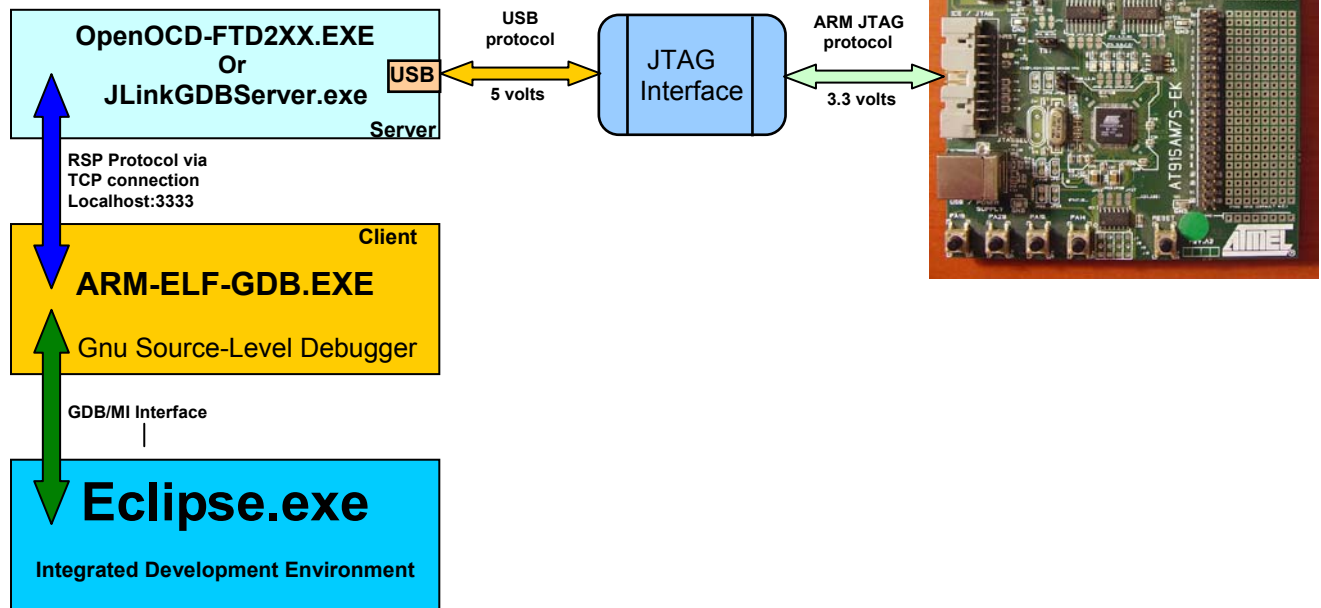 OpenOCD-FTD2XX.EXE
Or
JLinkGDBServer.exe
USB
Server
USB
protocol
5 volts
JTAG
Interface
ARM JTAG
protocol
3.3 volts
RSP Protocol via
TCP connection
Localhost:3333
Client
ARM-ELF-GDB.EXE
Gnu Source-Level Debugger
GDB/MI Interface
Eclipse.exe
Integrated Development Environment
AT91SAM7S-EK
ATMEL
RESET